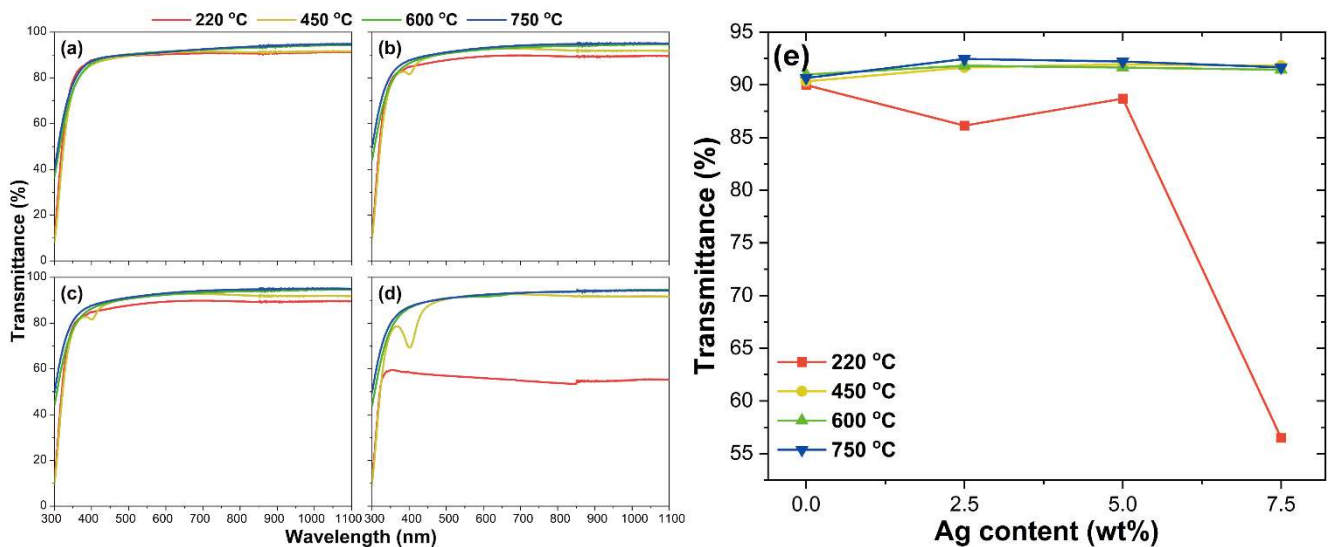 220 °C 450 °C 600 °C 750 °C
(a)
(b)
(c)
(d)
100
80
60
40
20
0
100
80
60
40
20
0
Transmittance (%)
300 400 500 600 700 800 900 1000 1100
300 400 500 600 700 800 900 1000 1100
Wavelength (nm)
(e)
95
90
85
80
75
70
65
60
55
Transmittance (%)
220 °C
450 °C
600 °C
750 °C
0.0 2.5 5.0 7.5
Ag content (wt%)